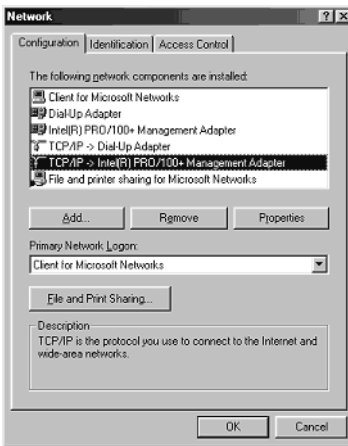 Network
Configuration Identification Access Control
The following network components are installed:
Client for Microsoft Networks
Dial-Up Adapter
Intel(R) PRO/100+ Management Adapter
TCP/IP -> Dial-Up Adapter
TCP/IP -> Intel(R) PRO/100+ Management Adapter
File and printer sharing for Microsoft Networks
Add... Remove Properties
Primary Network Logon:
Client for Microsoft Networks
File and Print Sharing...
Description
TCP/IP is the protocol you use to connect to the Internet and
wide-area networks.
OK Cancel